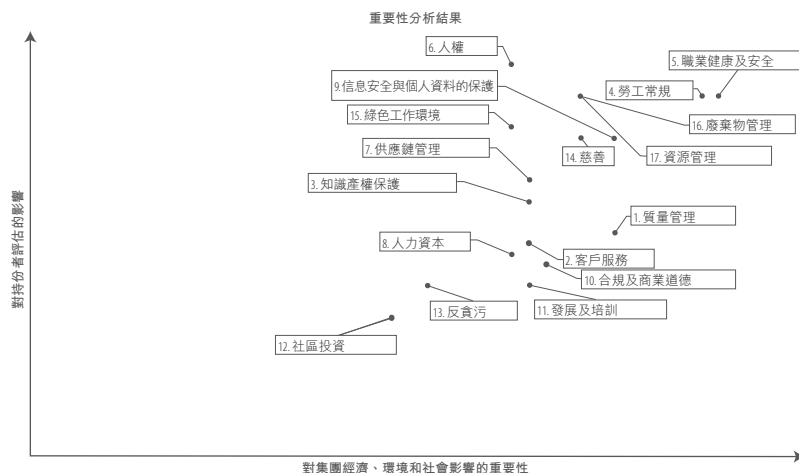 重要性分析結果
6. 人權
5. 職業健康及安全
9. 信息安全與個人資料的保護
4. 勞工常規
15. 綠色工作環境
16. 廢棄物管理
7. 供應鏈管理
14. 慈善
17. 資源管理
3. 知識產權保護
1. 質量管理
8. 人力資本
2. 客戶服務
10. 合規及商業道德
13. 反貪污
11. 發展及培訓
12. 社區投資
對持份者評估的影響
對集團經濟、環境和社會影響的重要性